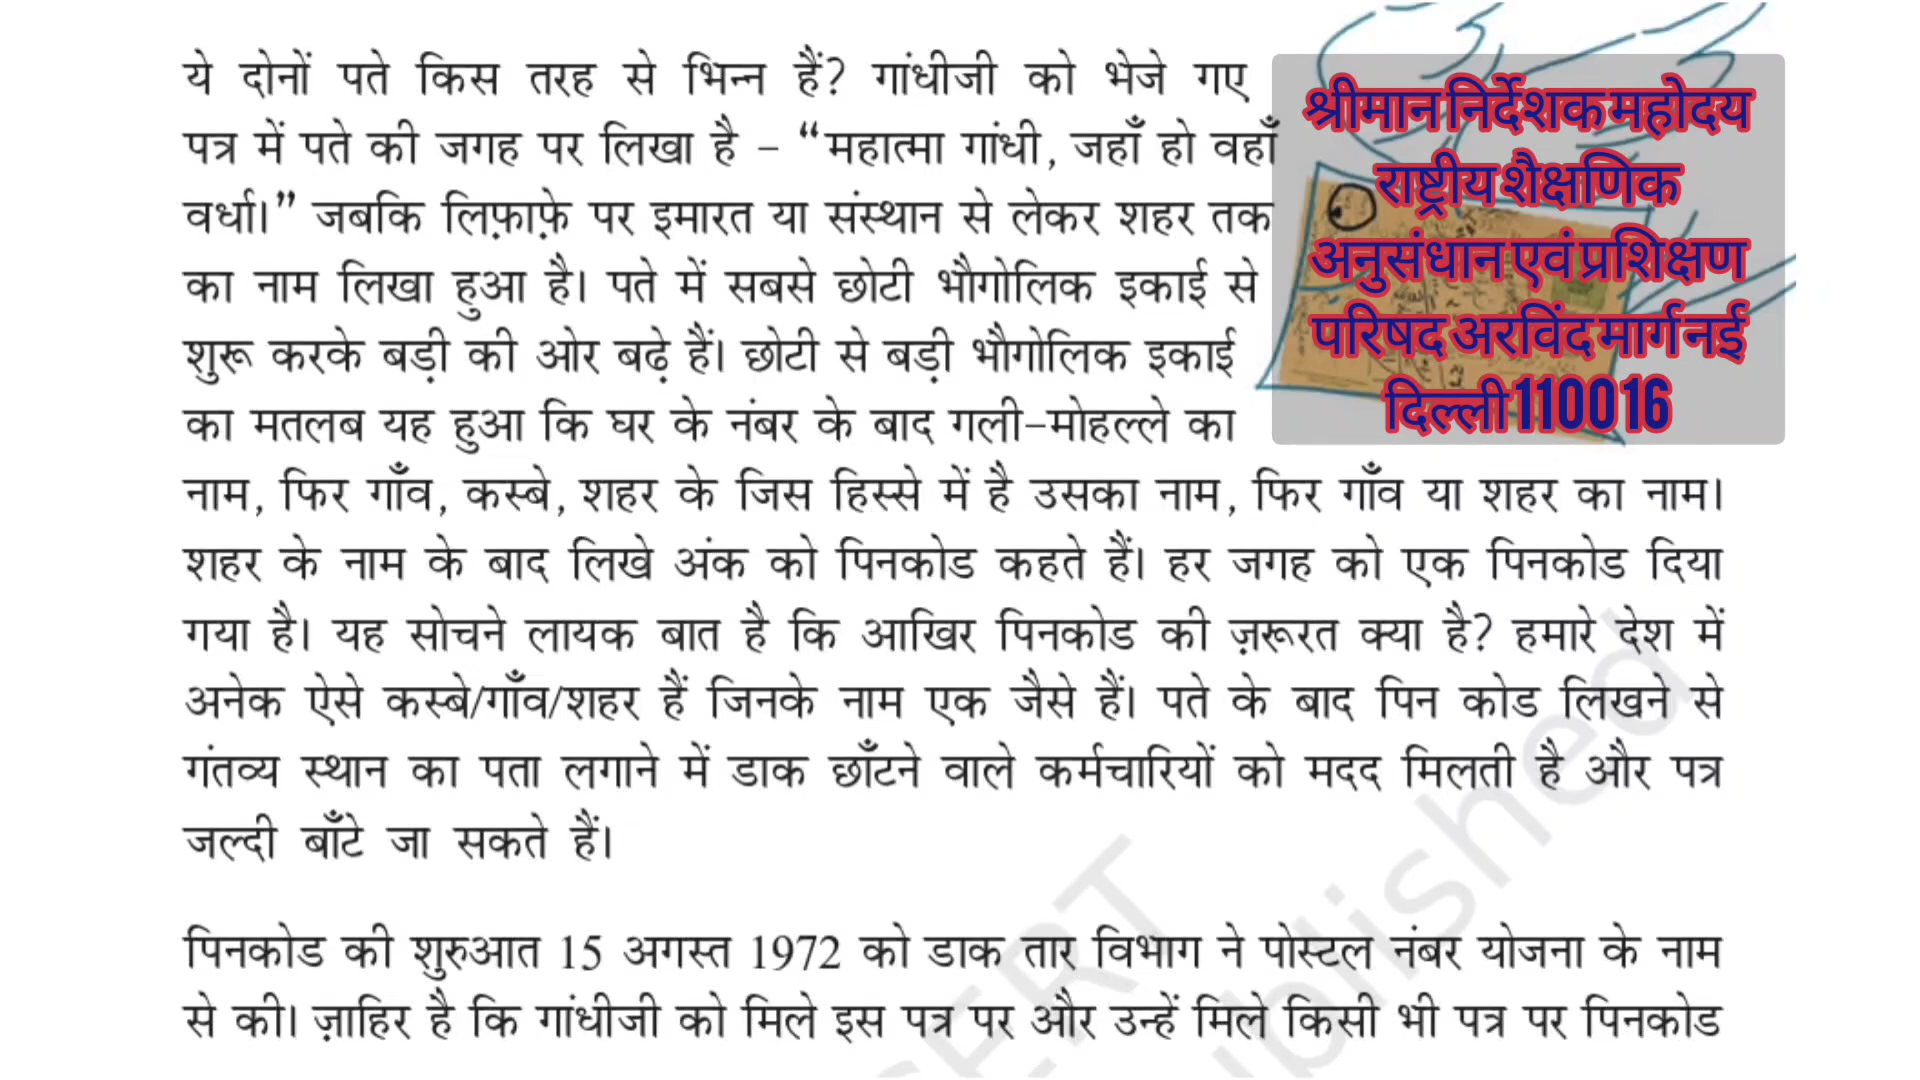 ये दोनों पते किस तरह से भिन्न हैं? गांधीजी को भेजे गए
पत्र में पते की जगह पर लिखा है – “महात्मा गांधी, जहाँ हो वहाँ
वर्धा।” जबकि लिफ़ाफ़े पर इमारत या संस्थान से लेकर शहर तक
का नाम लिखा हुआ है। पते में सबसे छोटी भौगोलिक इकाई से
शुरू करके बड़ी की ओर बढ़े हैं। छोटी से बड़ी भौगोलिक इकाई
का मतलब यह हुआ कि घर के नंबर के बाद गली-मोहल्ले का
नाम, फिर गाँव, कस्बे, शहर के जिस हिस्से में है उसका नाम, फिर गाँव या शहर का नाम।
शहर के नाम के बाद लिखे अंक को पिनकोड कहते हैं। हर जगह को एक पिनकोड दिया
गया है। यह सोचने लायक बात है कि आखिर पिनकोड की ज़रूरत क्या है? हमारे देश में
अनेक ऐसे कस्बे/गाँव/शहर हैं जिनके नाम एक जैसे हैं। पते के बाद पिन कोड लिखने से
गंतव्य स्थान का पता लगाने में डाक छाँटने वाले कर्मचारियों को मदद मिलती है और पत्र
जल्दी बाँटे जा सकते हैं।
पिनकोड की शुरुआत 15 अगस्त 1972 को डाक तार विभाग ने पोस्टल नंबर योजना के नाम
से की। ज़ाहिर है कि गांधीजी को मिले इस पत्र पर और उन्हें मिले किसी भी पत्र पर पिनकोड
श्रीमान निर्देशक महोदय
राष्ट्रीय शैक्षणिक
अनुसंधान एवं प्रशिक्षण
परिषद अरविंद मार्ग नई
दिल्ली 110016